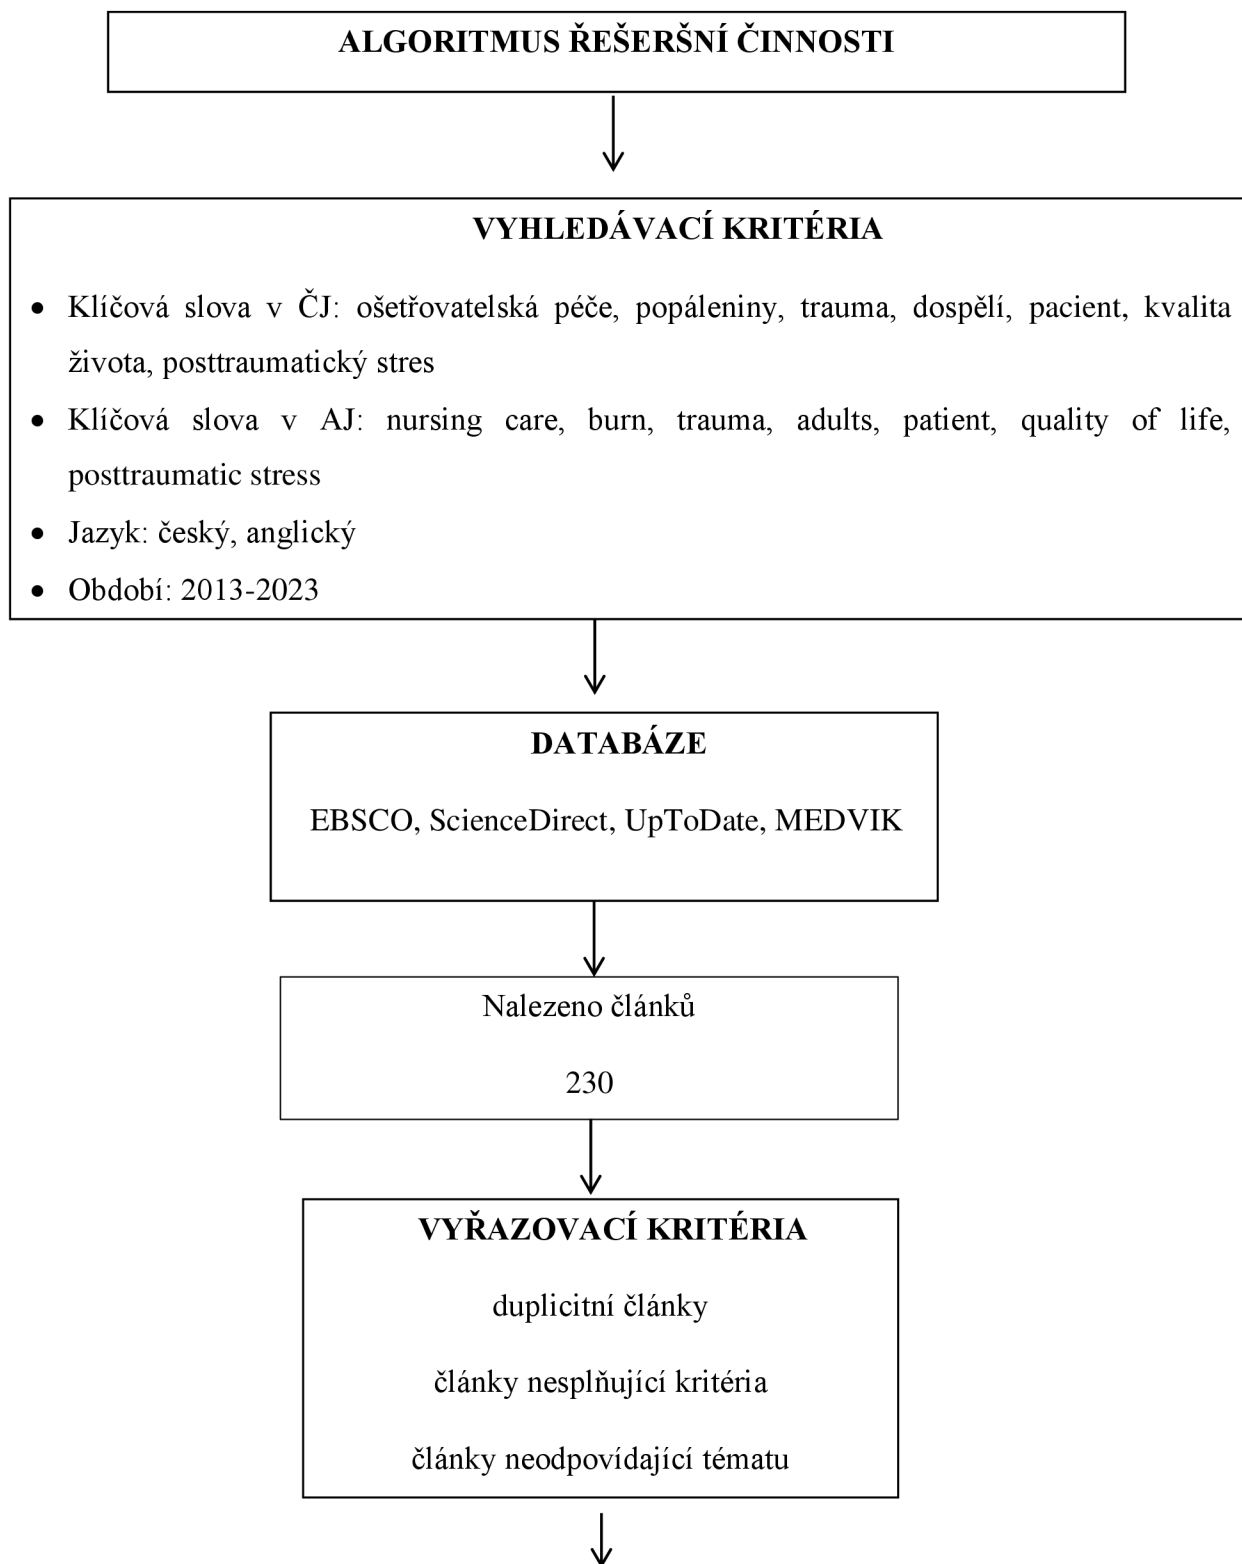 ALGORITMUS ŘEŠERŠNÍ ČINNOSTI
VYHLEDÁVACÍ KRITÉRIA
• Klíčová slova v ČJ: ošetřovatelská péče, popáleniny, trauma, dospělí, pacient, kvalita
života, posttraumatický stres
• Klíčová slova v AJ: nursing care, burn, trauma, adults, patient, quality of life,
posttraumatic stress
• Jazyk: český, anglický
• Období: 2013-2023
DATABÁZE
EBSCO, ScienceDirect, UpToDate, MEDVIK
Nalezeno článků
230
VYŘAZOVACÍ KRITÉRIA
duplicitní články
články nesplňující kritéria
články neodpovídající tématu